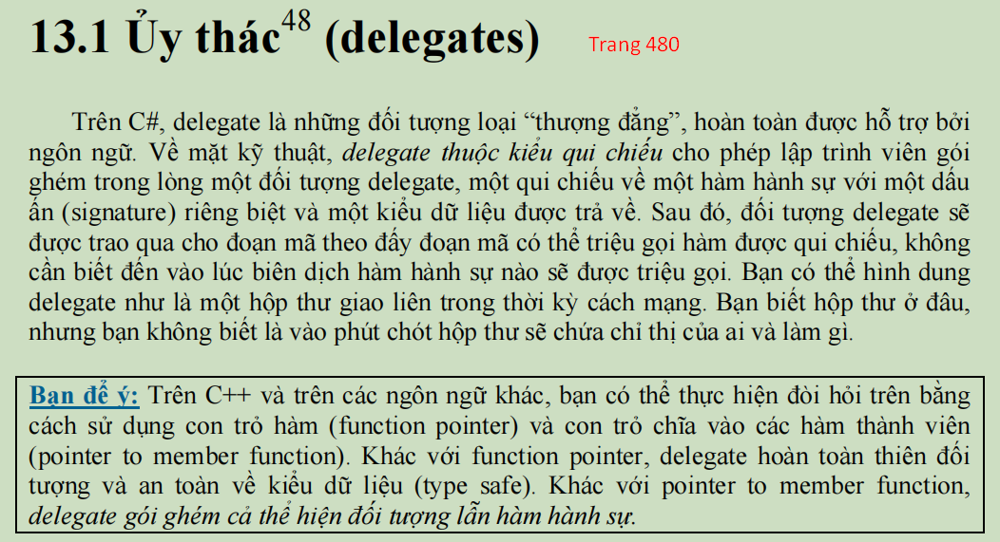 13.1 Ủy thác48 (delegates) Trang 480
Trên C#, delegate là những đối tượng loại “thượng đẳng”, hoàn toàn được hỗ trợ bởi
ngôn ngữ. Về mặt kỹ thuật, delegate thuộc kiểu qui chiếu cho phép lập trình viên gói
ghém trong lòng một đối tượng delegate, một qui chiếu về một hàm hành sự với một dấu
ấn (signature) riêng biệt và một kiểu dữ liệu được trả về. Sau đó, đối tượng delegate sẽ
được trao qua cho đoạn mã theo đấy đoạn mã có thể triệu gọi hàm được qui chiếu, không
cần biết đến vào lúc biên dịch hàm hành sự nào sẽ được triệu gọi. Bạn có thể hình dung
delegate như là một hộp thư giao liên trong thời kỳ cách mạng. Bạn biết hộp thư ở đâu,
nhưng bạn không biết là vào phút chót hộp thư sẽ chứa chỉ thị của ai và làm gì.
Bạn để ý: Trên C++ và trên các ngôn ngữ khác, bạn có thể thực hiện đòi hỏi trên bằng
cách sử dụng con trỏ hàm (function pointer) và con trỏ chĩa vào các hàm thành viên
(pointer to member function). Khác với function pointer, delegate hoàn toàn thiên đối
tượng và an toàn về kiểu dữ liệu (type safe). Khác với pointer to member function,
delegate gói ghém cả thể hiện đối tượng lẫn hàm hành sự.